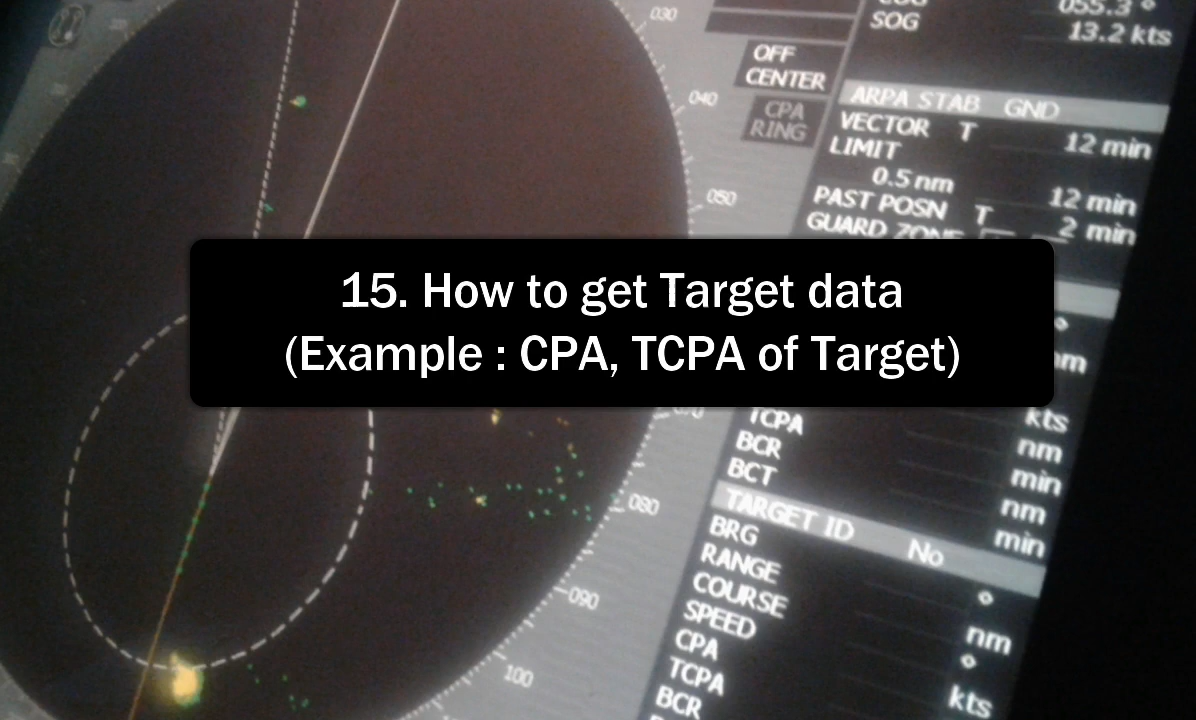 055.3 °
SOG
13.2 kts
030
OFF
CENTER
040
CPA
RING
050
ARPA STAB GND
VECTOR T 12 min
LIMIT
0.5 nm
PAST POSN T 12 min
GUARD ZONE 2 min
15. How to get Target data
(Example : CPA, TCPA of Target)
°
nm
kts
TCPA nm
BCR min
BCT nm
min
080
TARGET ID No
BRG °
RANGE nm
COURSE °
SPEED kts
CPA
TCPA
BCR
090
100